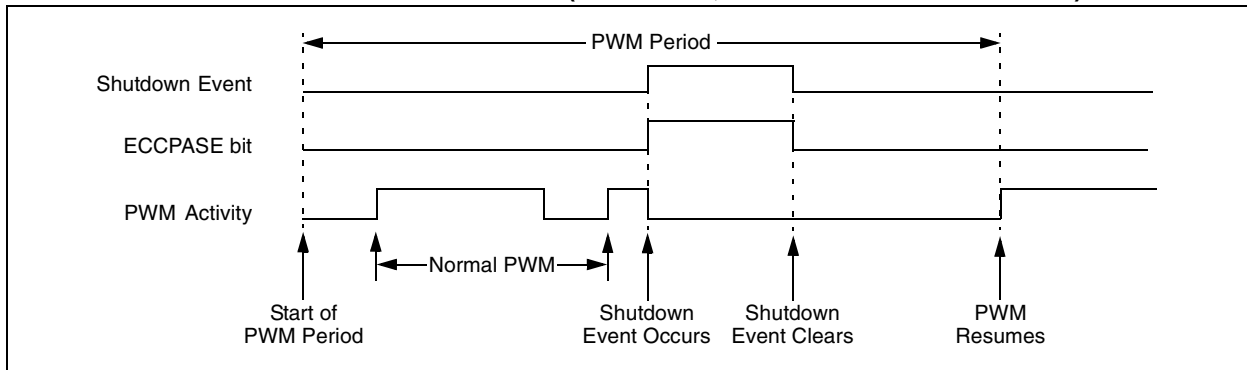 PWM Period
Shutdown Event
ECCPASE bit
PWM Activity
Normal PWM
Start of
PWM Period
Shutdown
Event Occurs
Shutdown
Event Clears
PWM
Resumes